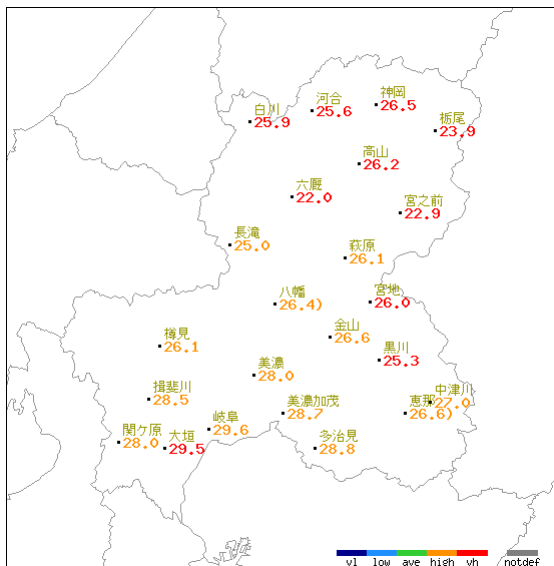 神岡
26.5
河合
25.6
白川
25.9
栃尾
23.9
高山
26.2
六厩
22.0
宮之前
22.9
長滝
25.0
萩原
26.1
八幡
26.4)
宮地
26.0
金山
26.6
樽見
26.1
黒川
25.3
美濃
28.0
揖斐川
28.5
中津川
27.0
美濃加茂
28.7
恵那
26.6)
岐阜
29.6
関ケ原
28.0
大垣
29.5
多治見
28.8
vl low ave high vh notdef